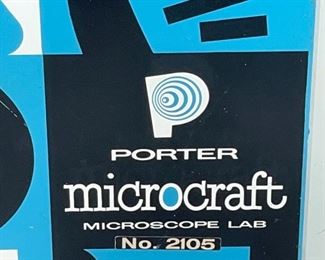 P
PORTER
microcraft
MICROSCOPE LAB
No. 2105